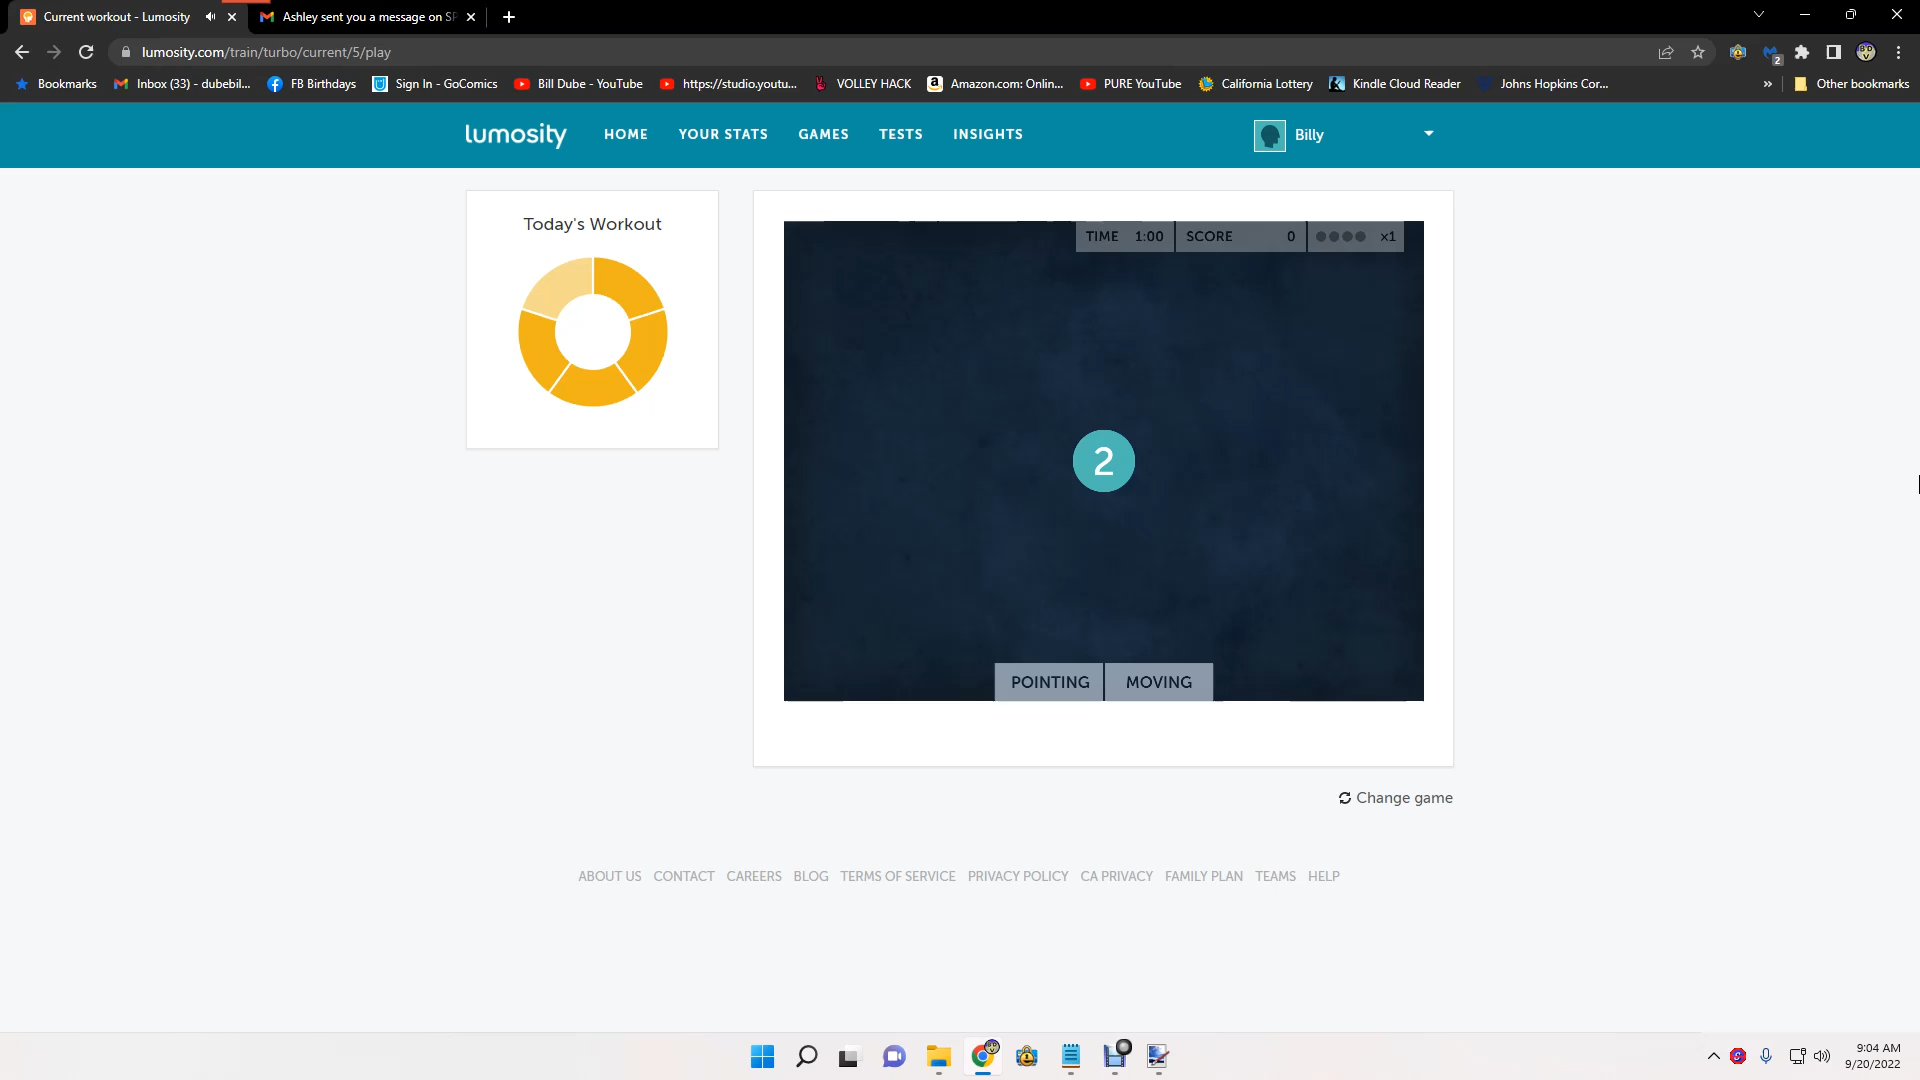 Current workout - Lumosity
Ashley sent you a message on SP
lumosity.com/train/turbo/current/5/play
2
Bookmarks
Inbox (33) - dubebil...
FB Birthdays
Sign In - GoComics
Bill Dube - YouTube
https://studio.youtu...
VOLLEY HACK
Amazon.com: Onlin...
PURE YouTube
California Lottery
Kindle Cloud Reader
Johns Hopkins Cor...
»
Other bookmarks
lumosity
HOME
YOUR STATS
GAMES
TESTS
INSIGHTS
Billy
Today's Workout
TIME 1:00
SCORE 0
x1
2
POINTING
MOVING
Change game
ABOUT US
CONTACT
CAREERS
BLOG
TERMS OF SERVICE
PRIVACY POLICY
CA PRIVACY
FAMILY PLAN
TEAMS
HELP
9:04 AM
9/20/2022